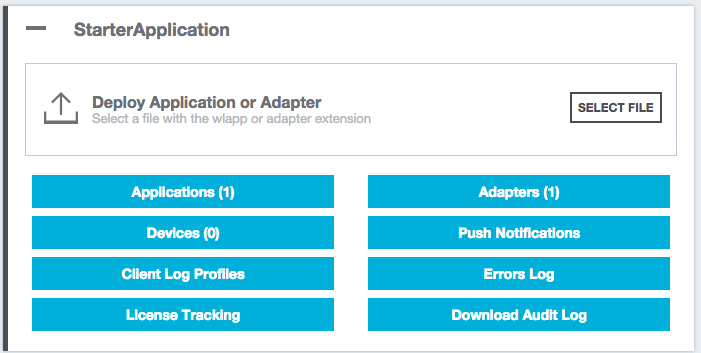 StarterApplication
Deploy Application or Adapter
Select a file with the wlapp or adapter extension
SELECT FILE
Applications (1)
Adapters (1)
Devices (0)
Push Notifications
Client Log Profiles
Errors Log
License Tracking
Download Audit Log